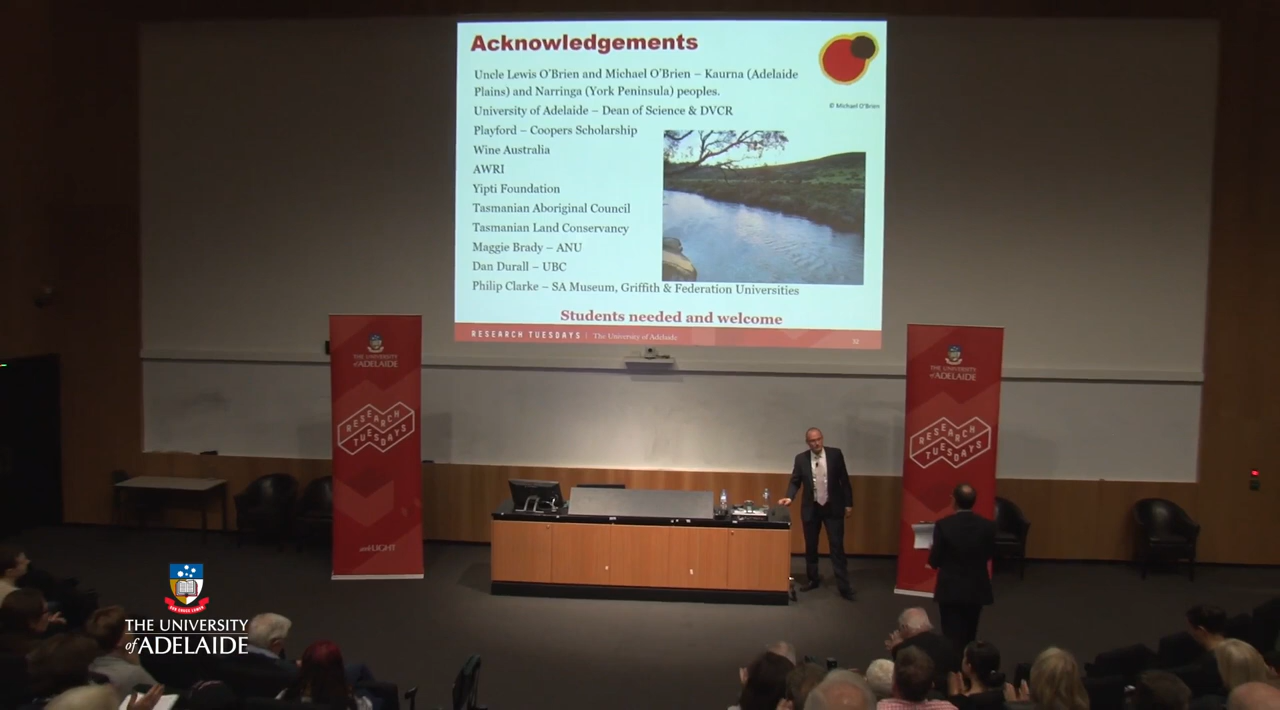 Acknowledgements
Uncle Lewis O'Brien and Michael O'Brien – Kaurna (Adelaide
Plains) and Narringa (York Peninsula) peoples.
© Michael O'Brien
University of Adelaide – Dean of Science & DVCR
Playford – Coopers Scholarship
Wine Australia
AWRI
Yipti Foundation
Tasmanian Aboriginal Council
Tasmanian Land Conservancy
Maggie Brady – ANU
Dan Durall – UBC
Philip Clarke – SA Museum, Griffith & Federation Universities
Students needed and welcome
RESEARCH TUESDAYS | The University of Adelaide
32
THE UNIVERSITY
of ADELAIDE
RESEARCH
TUESDAYS
seekLIGHT
THE UNIVERSITY
of ADELAIDE
RESEARCH
TUESDAYS
THE UNIVERSITY
of ADELAIDE